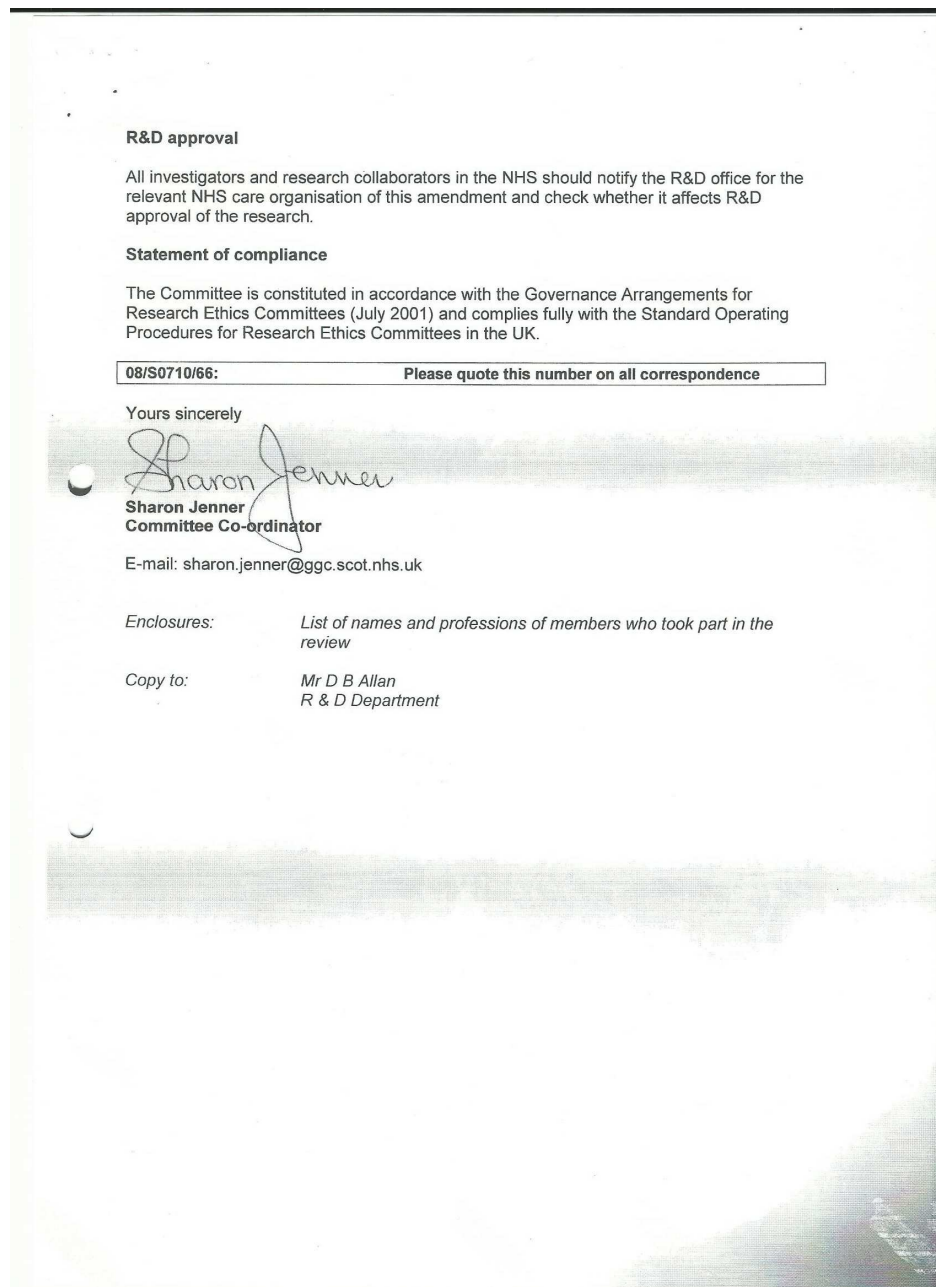 R&D approval
All investigators and research collaborators in the NHS should notify the R&D office for the
relevant NHS care organisation of this amendment and check whether it affects R&D
approval of the research.
Statement of compliance
The Committee is constituted in accordance with the Governance Arrangements for
Research Ethics Committees (July 2001) and complies fully with the Standard Operating
Procedures for Research Ethics Committees in the UK.
08/S0710/66: Please quote this number on all correspondence
Yours sincerely
Sharon Jenner
Sharon Jenner
Committee Co-ordinator
E-mail: sharon.jenner@ggc.scot.nhs.uk
Enclosures: List of names and professions of members who took part in the
review
Copy to: Mr D B Allan
R & D Department